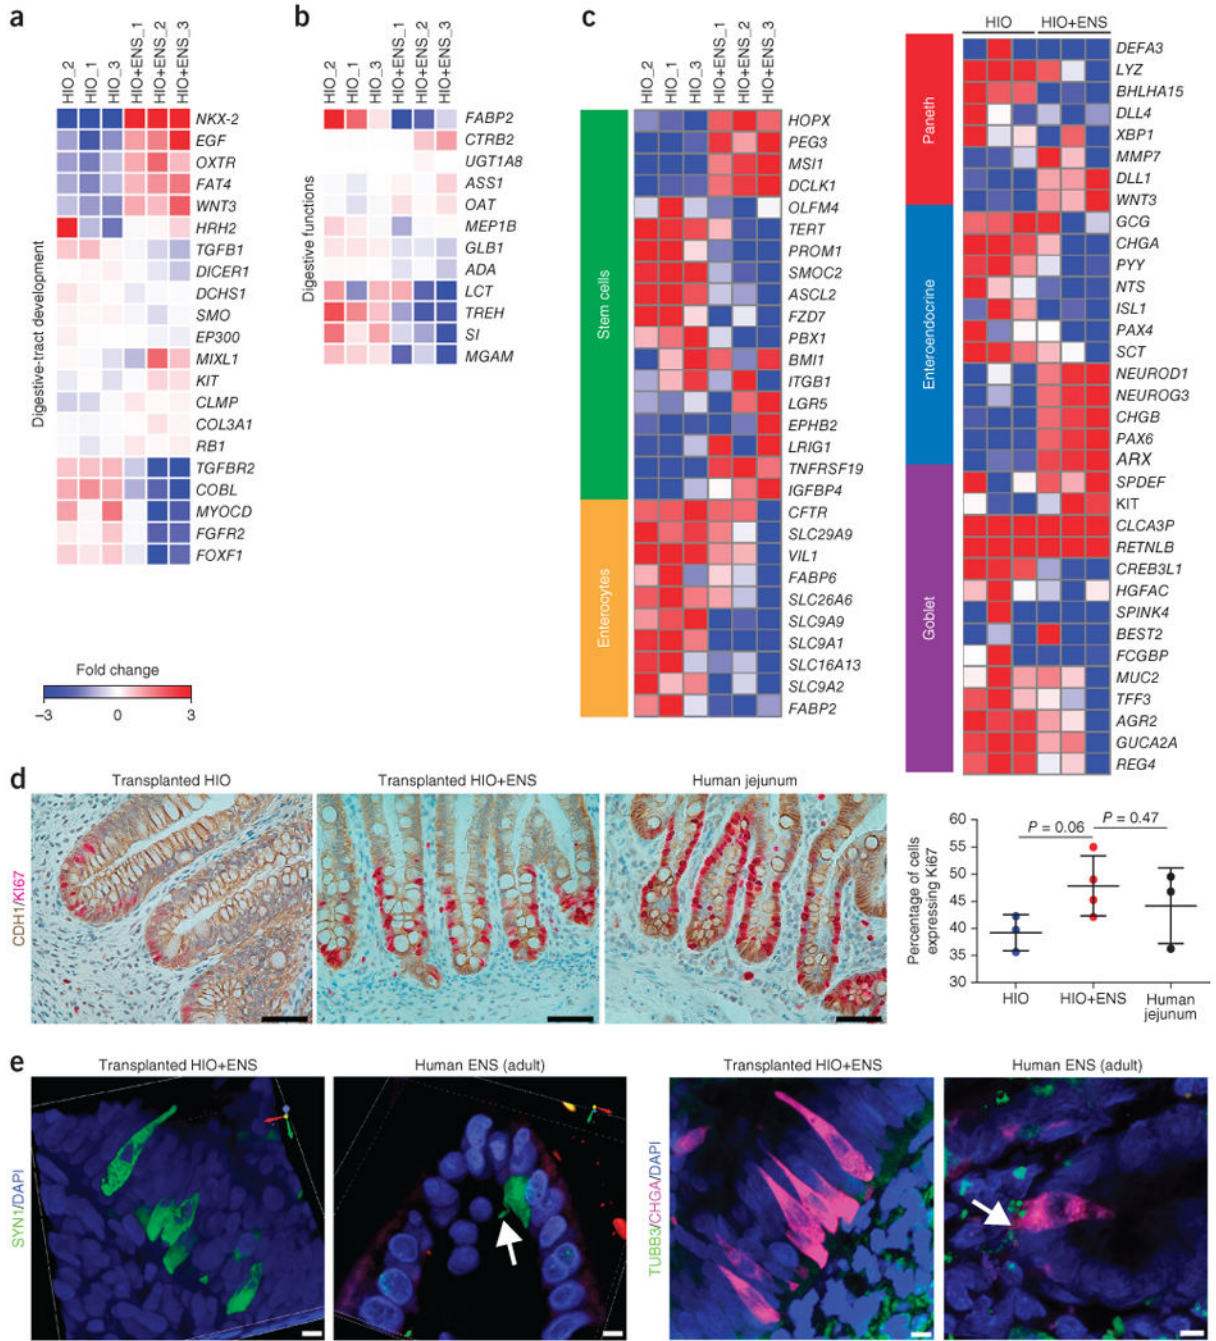 a
HIO_2
HIO_1
HIO_3
HIO+ENS_1
HIO+ENS_2
HIO+ENS_3
Digestive-tract development
NKX-2
EGF
OXTR
FAT4
WNT3
HRH2
TGFB1
DICER1
DCHS1
SMO
EP300
MIXL1
KIT
CLMP
COL3A1
RB1
TGFBR2
COBL
MYOCD
FGFR2
FOXF1
Fold change
–3 0 3
b
HIO_2
HIO_1
HIO_3
HIO+ENS_1
HIO+ENS_2
HIO+ENS_3
Digestive functions
FABP2
CTRB2
UGT1A8
ASS1
OAT
MEP1B
GLB1
ADA
LCT
TREH
SI
MGAM
c
HIO_2
HIO_1
HIO_3
HIO+ENS_1
HIO+ENS_2
HIO+ENS_3
Stem cells
HOPX
PEG3
MSI1
DCLK1
OLFM4
TERT
PROM1
SMOC2
ASCL2
FZD7
PBX1
BMI1
ITGB1
LGR5
EPHB2
LRIG1
TNFRSF19
IGFBP4
Enterocytes
CFTR
SLC29A9
VIL1
FABP6
SLC26A6
SLC9A9
SLC9A1
SLC16A13
SLC9A2
FABP2
HIO HIO+ENS
Paneth
DEFA3
LYZ
BHLHA15
DLL4
XBP1
MMP7
DLL1
WNT3
Enteroendocrine
GCG
CHGA
PYY
NTS
ISL1
PAX4
SCT
NEUROD1
NEUROG3
CHGB
PAX6
ARX
Goblet
SPDEF
KIT
CLCA3P
RETNLB
CREB3L1
HGFAC
SPINK4
BEST2
FCGBP
MUC2
TFF3
AGR2
GUCA2A
REG4
d
Transplanted HIO
Transplanted HIO+ENS
Human jejunum
CDH1/KI67
Percentage of cells
expressing Ki67
60
55
50
45
40
35
30
P = 0.06
P = 0.47
HIO
HIO+ENS
Human
jejunum
e
Transplanted HIO+ENS
Human ENS (adult)
SYN1/DAPI
Transplanted HIO+ENS
Human ENS (adult)
TUBB3/CHGA/DAPI